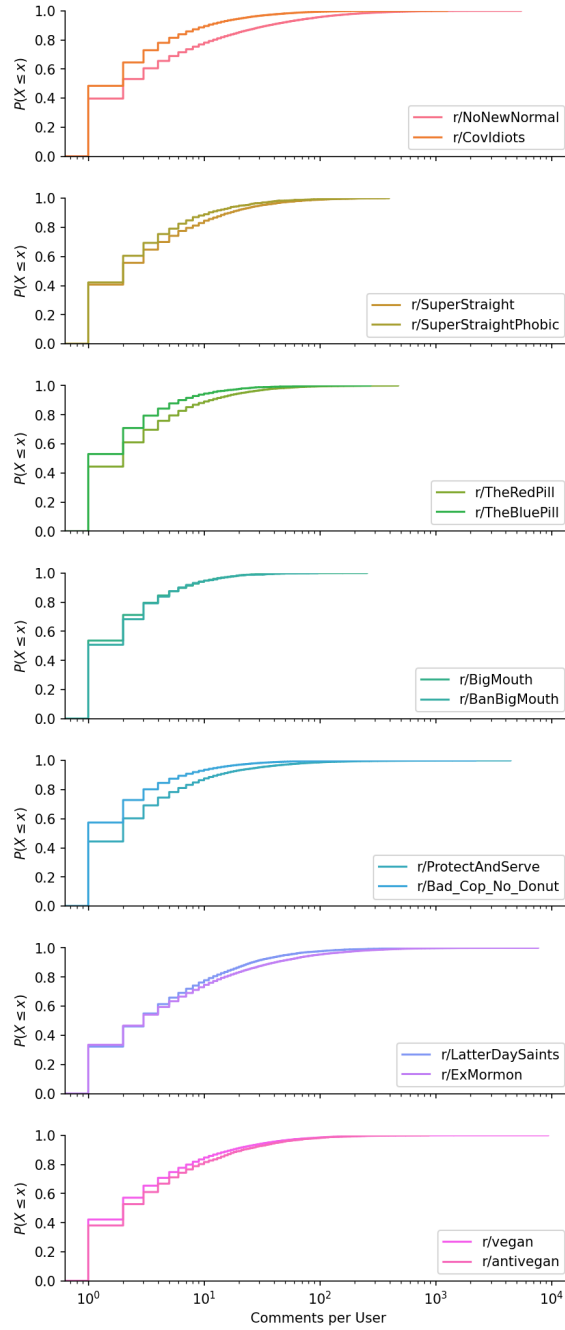 1.0
0.8
0.6
0.4
0.2
0.0
P(X ≤ x)
r/NoNewNormal
r/CovIdiots
1.0
0.8
0.6
0.4
0.2
0.0
P(X ≤ x)
r/SuperStraight
r/SuperStraightPhobic
1.0
0.8
0.6
0.4
0.2
0.0
P(X ≤ x)
r/TheRedPill
r/TheBluePill
1.0
0.8
0.6
0.4
0.2
0.0
P(X ≤ x)
r/BigMouth
r/BanBigMouth
1.0
0.8
0.6
0.4
0.2
0.0
P(X ≤ x)
r/ProtectAndServe
r/Bad_Cop_No_Donut
1.0
0.8
0.6
0.4
0.2
0.0
P(X ≤ x)
r/LatterDaySaints
r/ExMormon
1.0
0.8
0.6
0.4
0.2
0.0
P(X ≤ x)
r/vegan
r/antivegan
10⁰ 10¹ 10² 10³ 10⁴
Comments per User